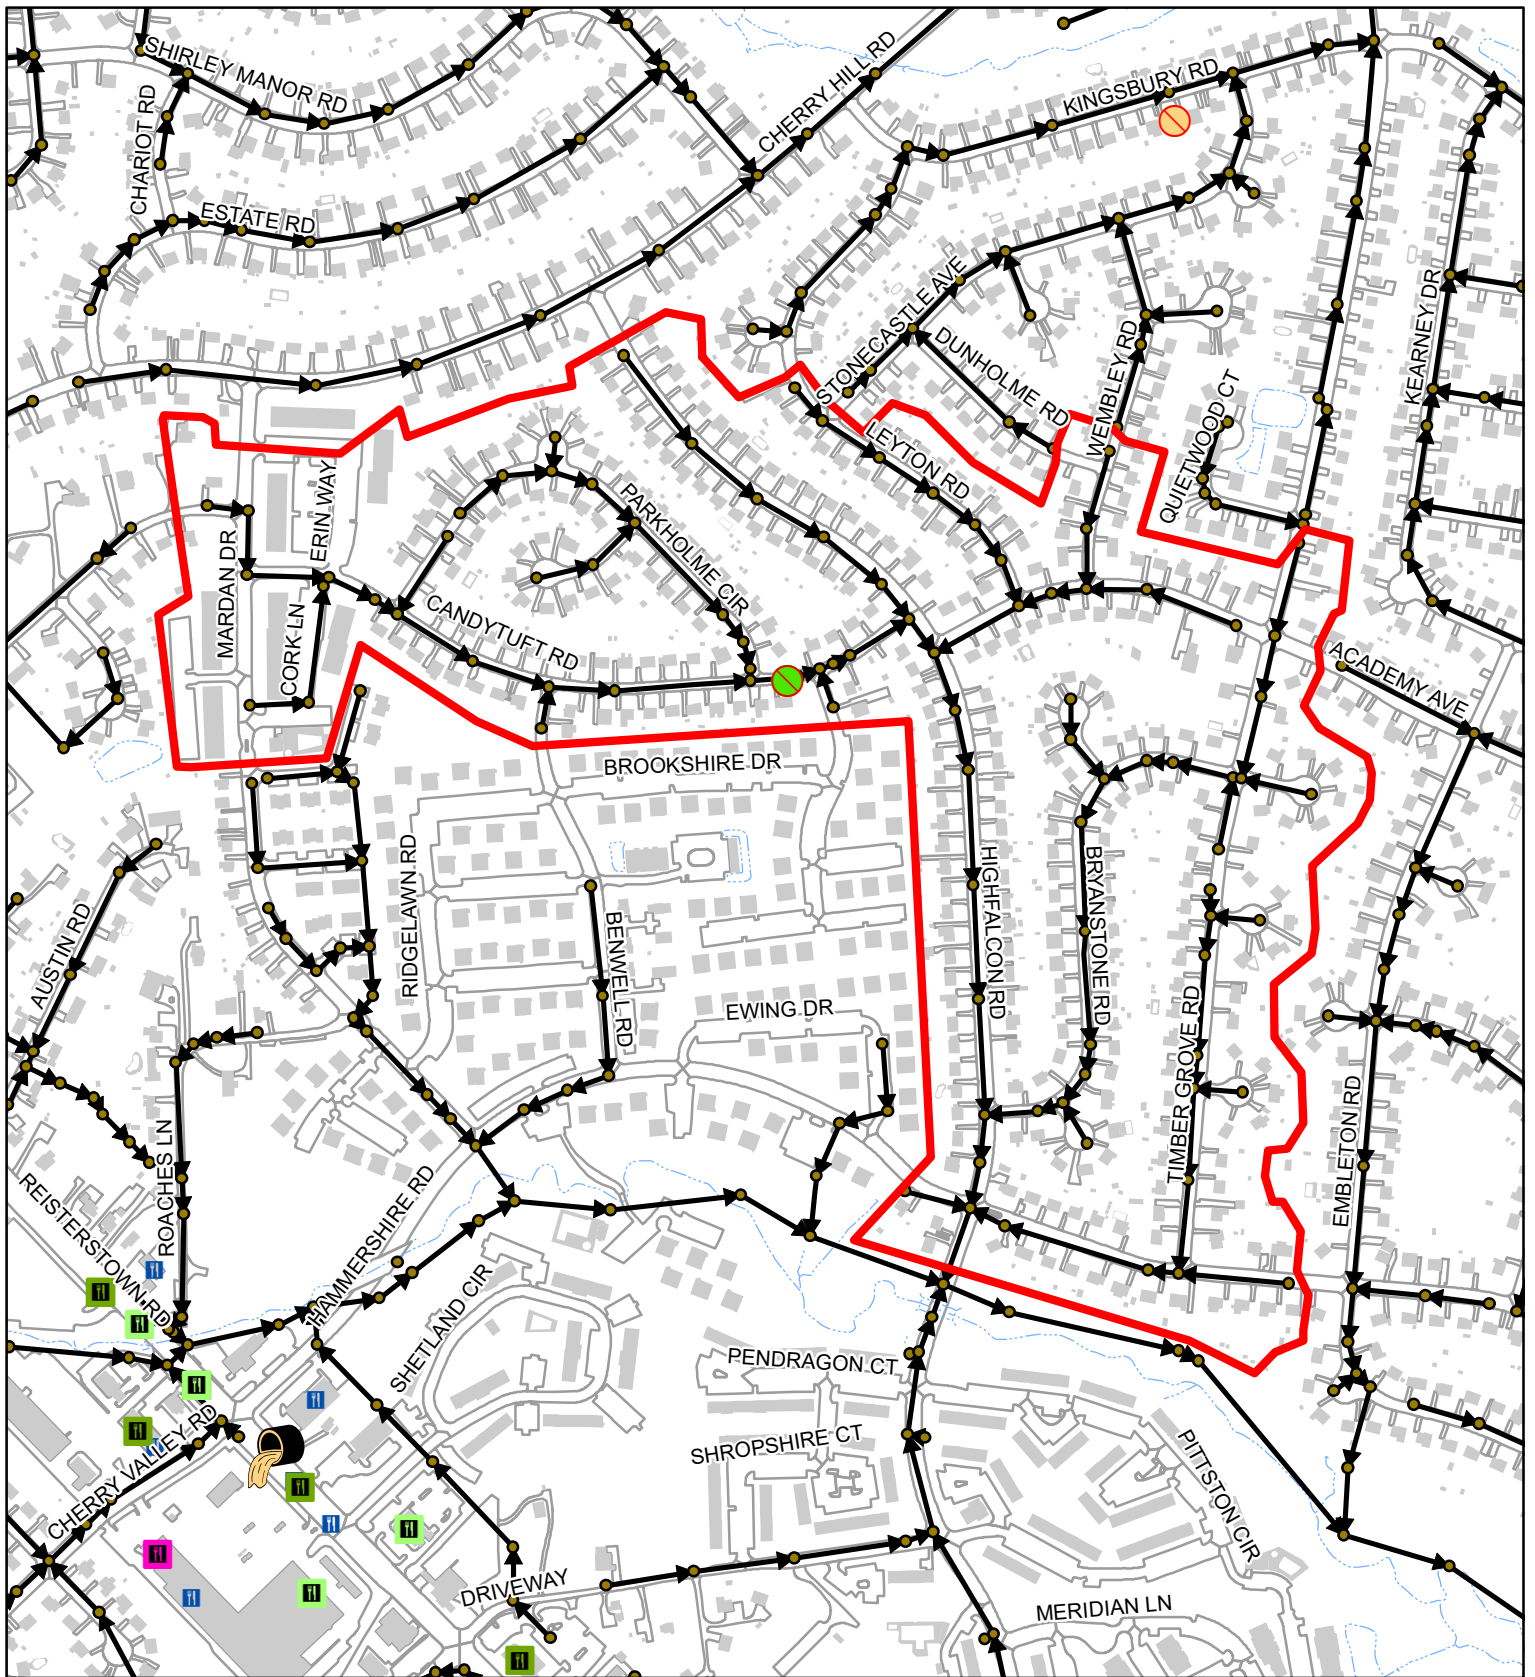 SHIRLEY MANOR RD
CHERRY HILL RD
KINGSBURY RD
CHARIOT RD
ESTATE RD
STONECASTLE AVE
DUNHOLME RD
WEMBLEY RD
KEARNEY DR
QUIETWOOD CT
LEYTON RD
ERIN WAY
PARKHOLME CIR
MARDAN DR
CORK LN
CANDYTUFT RD
ACADEMY AVE
BROOKSHIRE DR
RIDGELAWN RD
HIGHFALCON RD
BRYANSTONE RD
AUSTIN RD
BENWELL RD
EWING DR
TIMBER GROVE RD
EMBLETON RD
ROACHES LN
REISTERSTOWN RD
HAMMERSHIRE RD
SHETLAND CIR
PENDRAGON CT
SHROPSHIRE CT
PITTSTON CIR
CHERRY VALLEY RD
DRIVEWAY
MERIDIAN LN